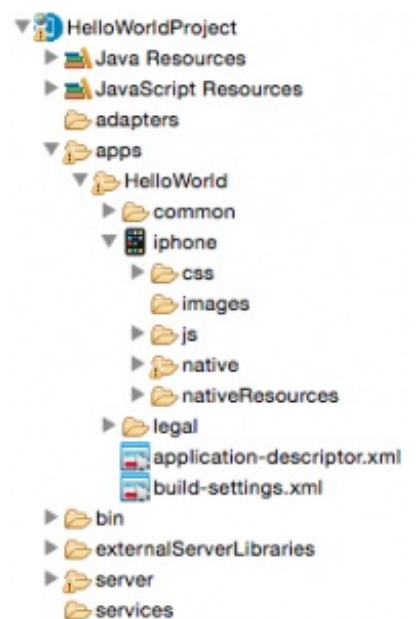 HelloWorldProject
Java Resources
JavaScript Resources
adapters
apps
HelloWorld
common
iphone
css
images
js
native
nativeResources
legal
application-descriptor.xml
build-settings.xml
bin
externalServerLibraries
server
services